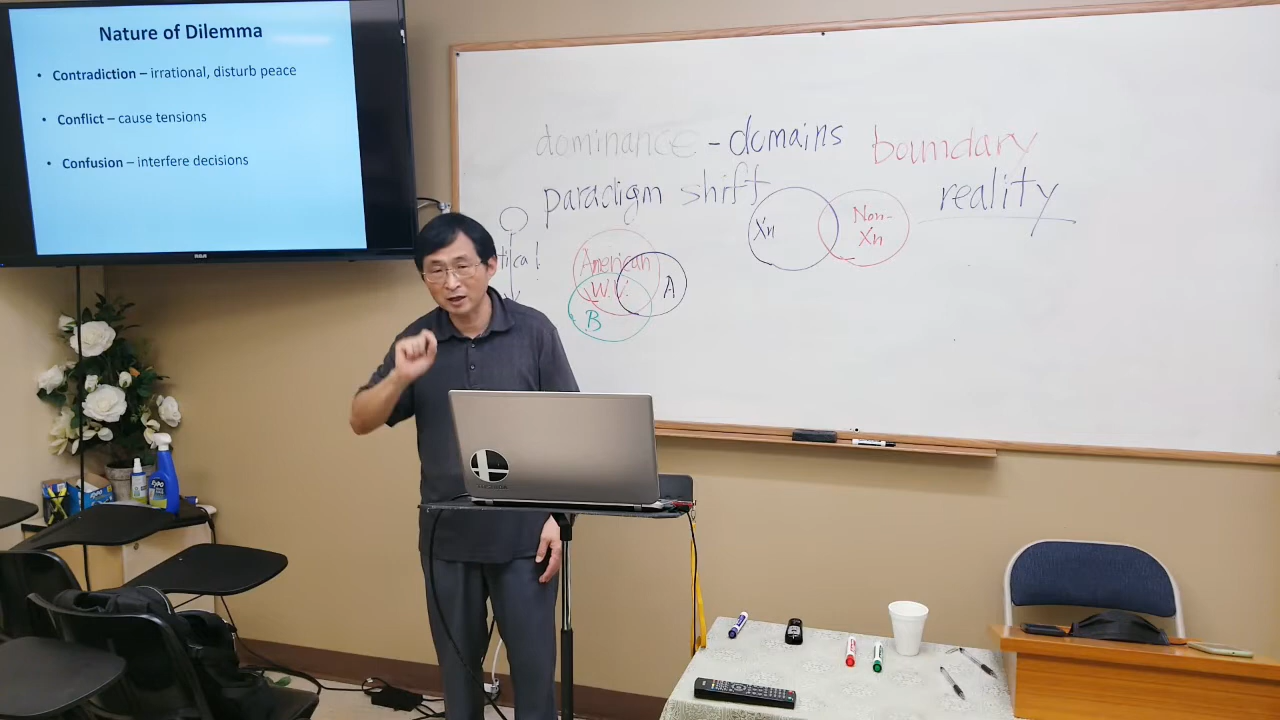 Nature of Dilemma
• Contradiction – irrational, disturb peace
• Conflict – cause tensions
• Confusion – interfere decisions
RCA
dominance - domains boundary
paradigm shift
reality
Xn
Non-
Xn
American
W.V.
A
B